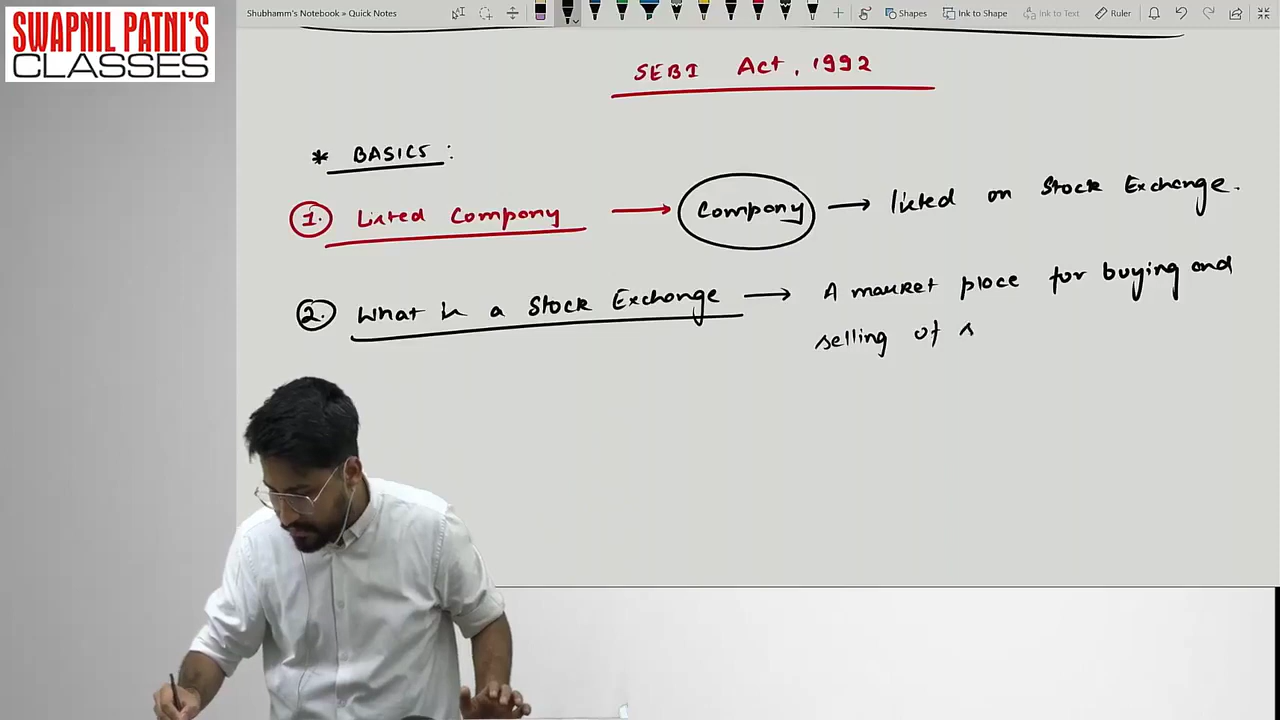 SWAPNIL PATNI'S
CLASSES
Shubhamm's Notebook » Quick Notes
Shapes
Ink to Shape
Ink to Text
Ruler
SEBI Act, 1992
* BASICS :
1. Listed Company → Company → listed on Stock Exchange.
2. What is a Stock Exchange → A market place for buying and
selling of s